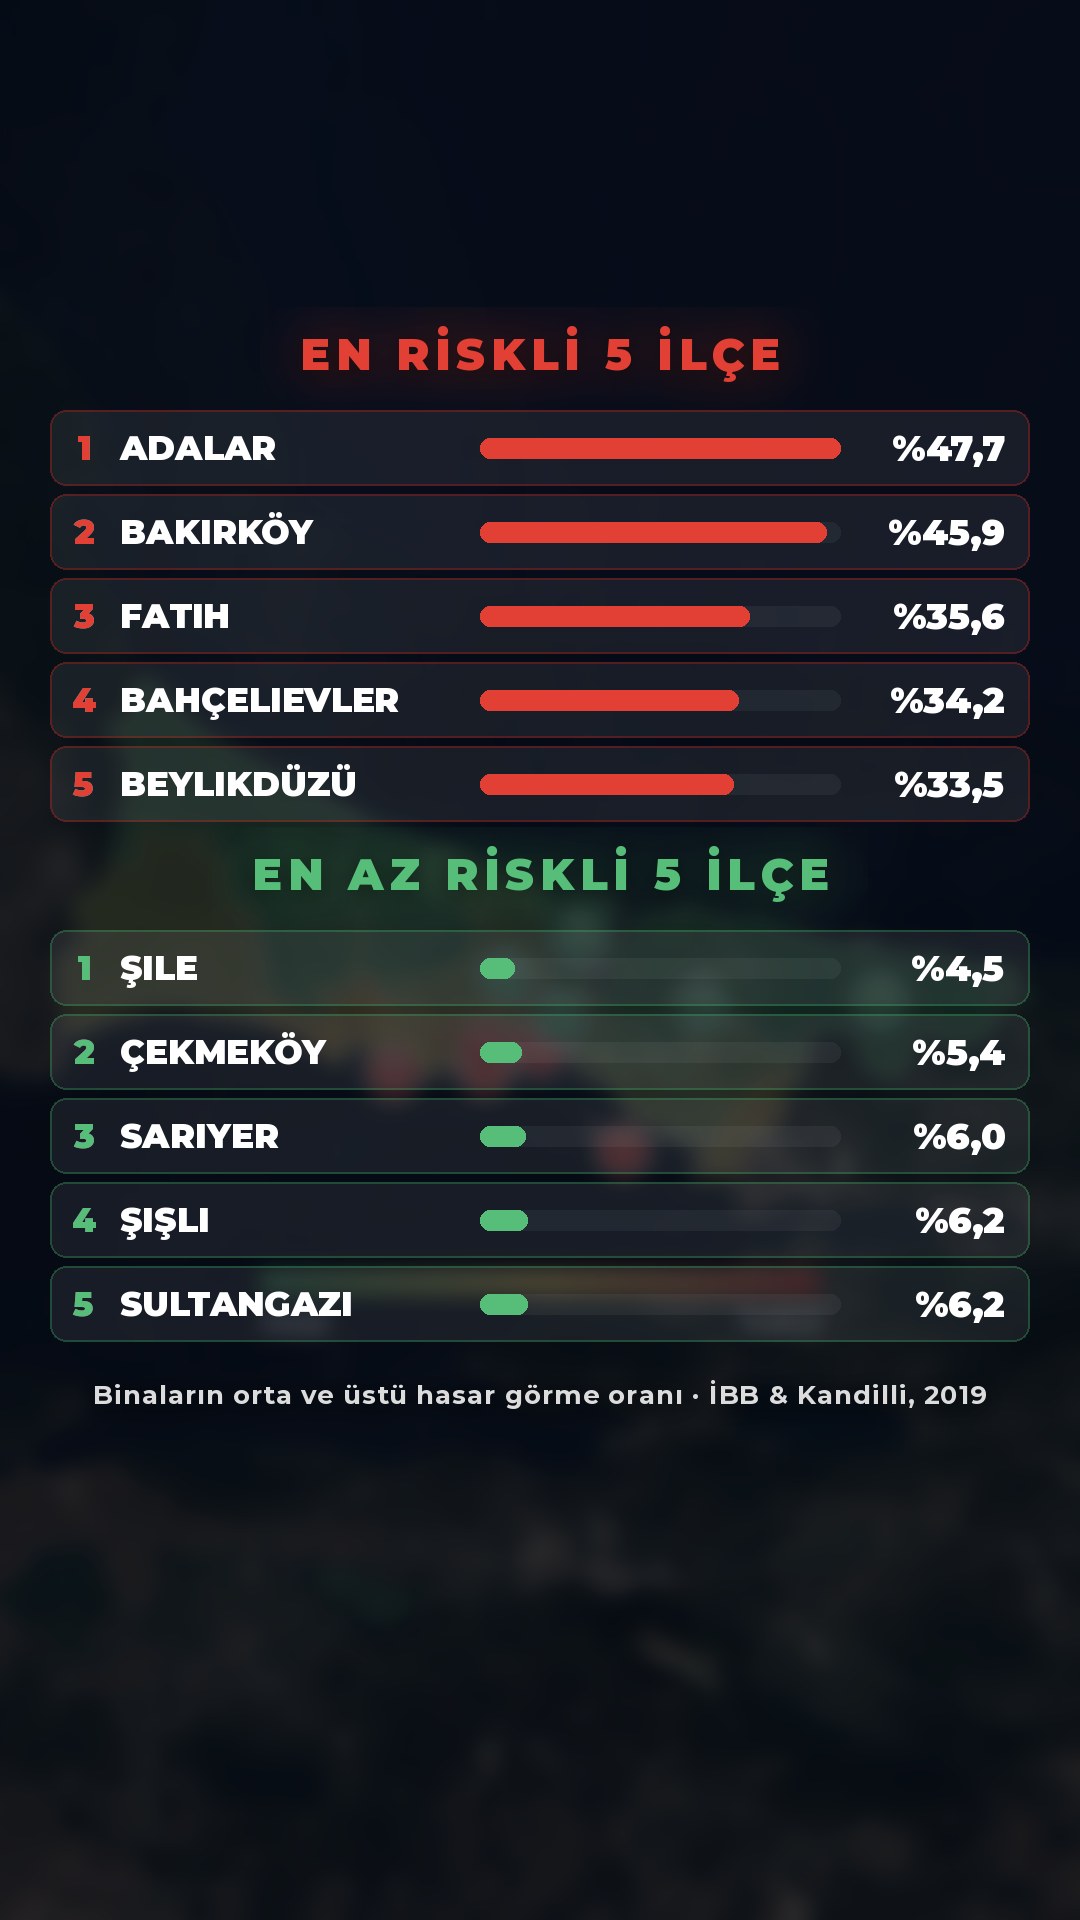 EN RİSKLİ 5 İLÇE
1 ADALAR %47,7
2 BAKIRKÖY %45,9
3 FATIH %35,6
4 BAHÇELIEVLER %34,2
5 BEYLIKDÜZÜ %33,5
EN AZ RİSKLİ 5 İLÇE
1 ŞILE %4,5
2 ÇEKMEKÖY %5,4
3 SARIYER %6,0
4 ŞIŞLI %6,2
5 SULTANGAZI %6,2
Binaların orta ve üstü hasar görme oranı · İBB & Kandilli, 2019